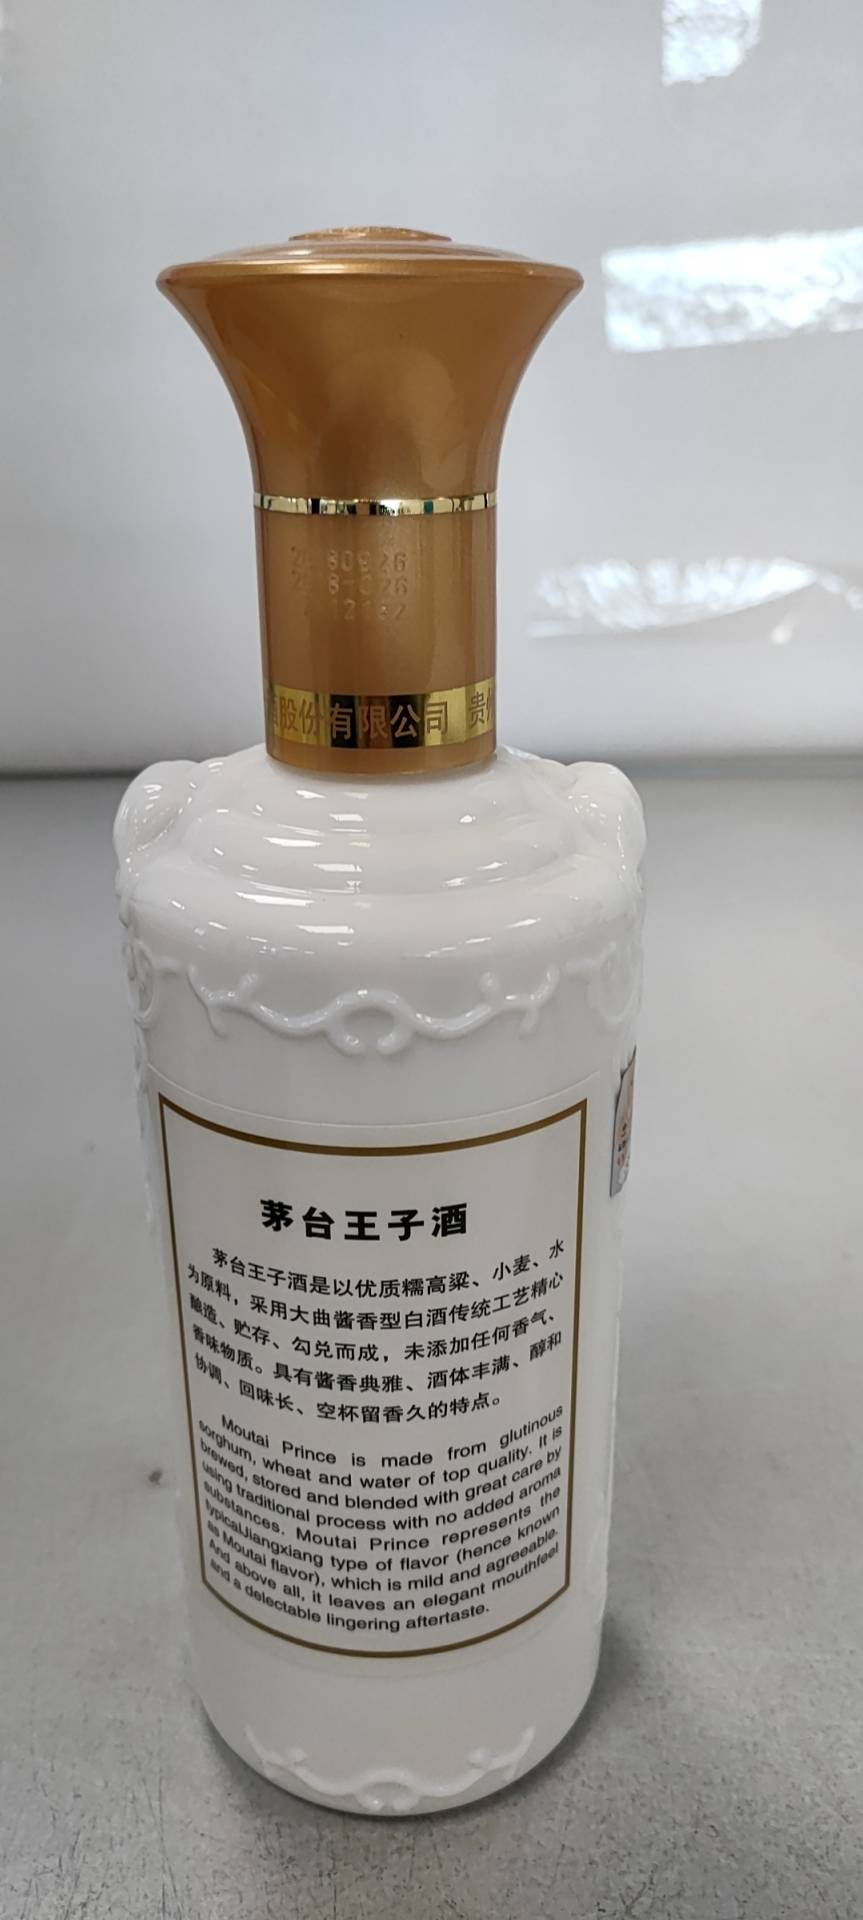 股份有限公司 贵
茅台王子酒
茅台王子酒是以优质糯高粱、小麦、水
为原料，采用大曲酱香型白酒传统工艺精心
酿造、贮存、勾兑而成，未添加任何香气、
香味物质。具有酱香典雅、酒体丰满、醇和
协调、回味长、空杯留香久的特点。
Moutai Prince is made from glutinous
sorghum, wheat and water of top quality. It is
brewed, stored and blended with great care by
using traditional process with no added aroma
substances. Moutai Prince represents the
typicalJiangxiang type of flavor (hence known
as Moutai flavor), which is mild and agreeable.
And above all, it leaves an elegant mouthfeel
and a delectable lingering aftertaste.